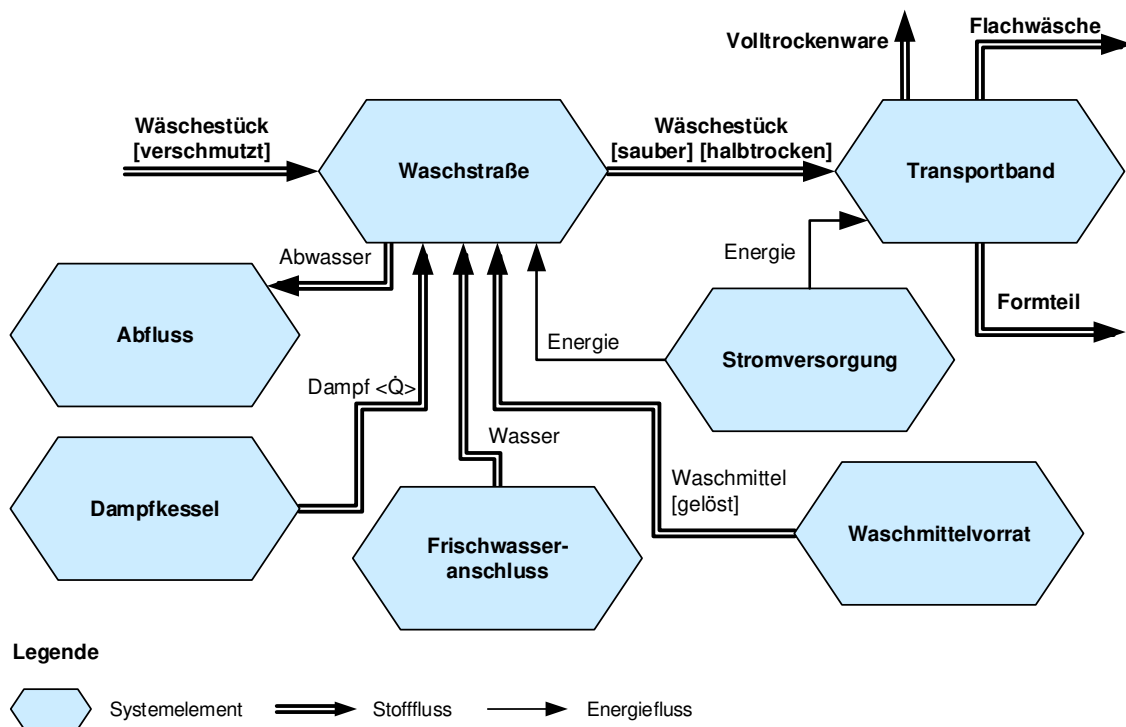 Volltrockenware
Flachwäsche
Wäschestück
[verschmutzt]
Waschstraße
Wäschestück
[sauber] [halbtrocken]
Transportband
Abwasser
Energie
Abfluss
Formteil
Energie
Stromversorgung
Dampf <Q̇>
Wasser
Waschmittel
[gelöst]
Dampfkessel
Frischwasser-
anschluss
Waschmittelvorrat
Legende
Systemelement
Stofffluss
Energiefluss